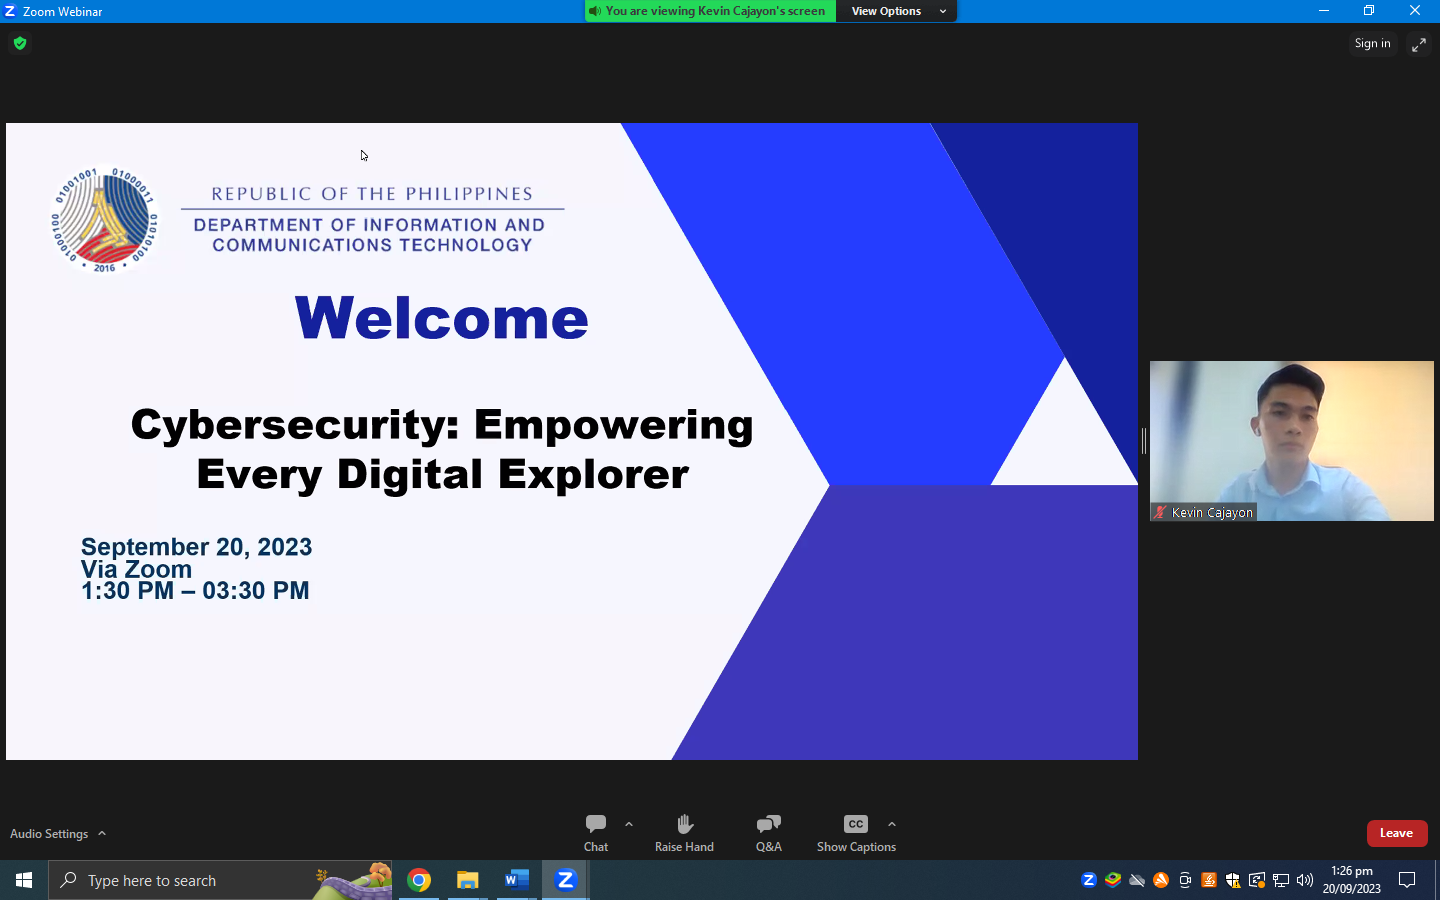 Zoom Webinar
You are viewing Kevin Cajayon's screen
View Options
Sign in
01001001 01000011 01010100 2016 01000100
REPUBLIC OF THE PHILIPPINES
DEPARTMENT OF INFORMATION AND
COMMUNICATIONS TECHNOLOGY
Welcome
Cybersecurity: Empowering
Every Digital Explorer
September 20, 2023
Via Zoom
1:30 PM – 03:30 PM
Kevin Cajayon
Audio Settings
Chat
Raise Hand
Q&A
CC
Show Captions
Leave
Type here to search
1:26 pm
20/09/2023